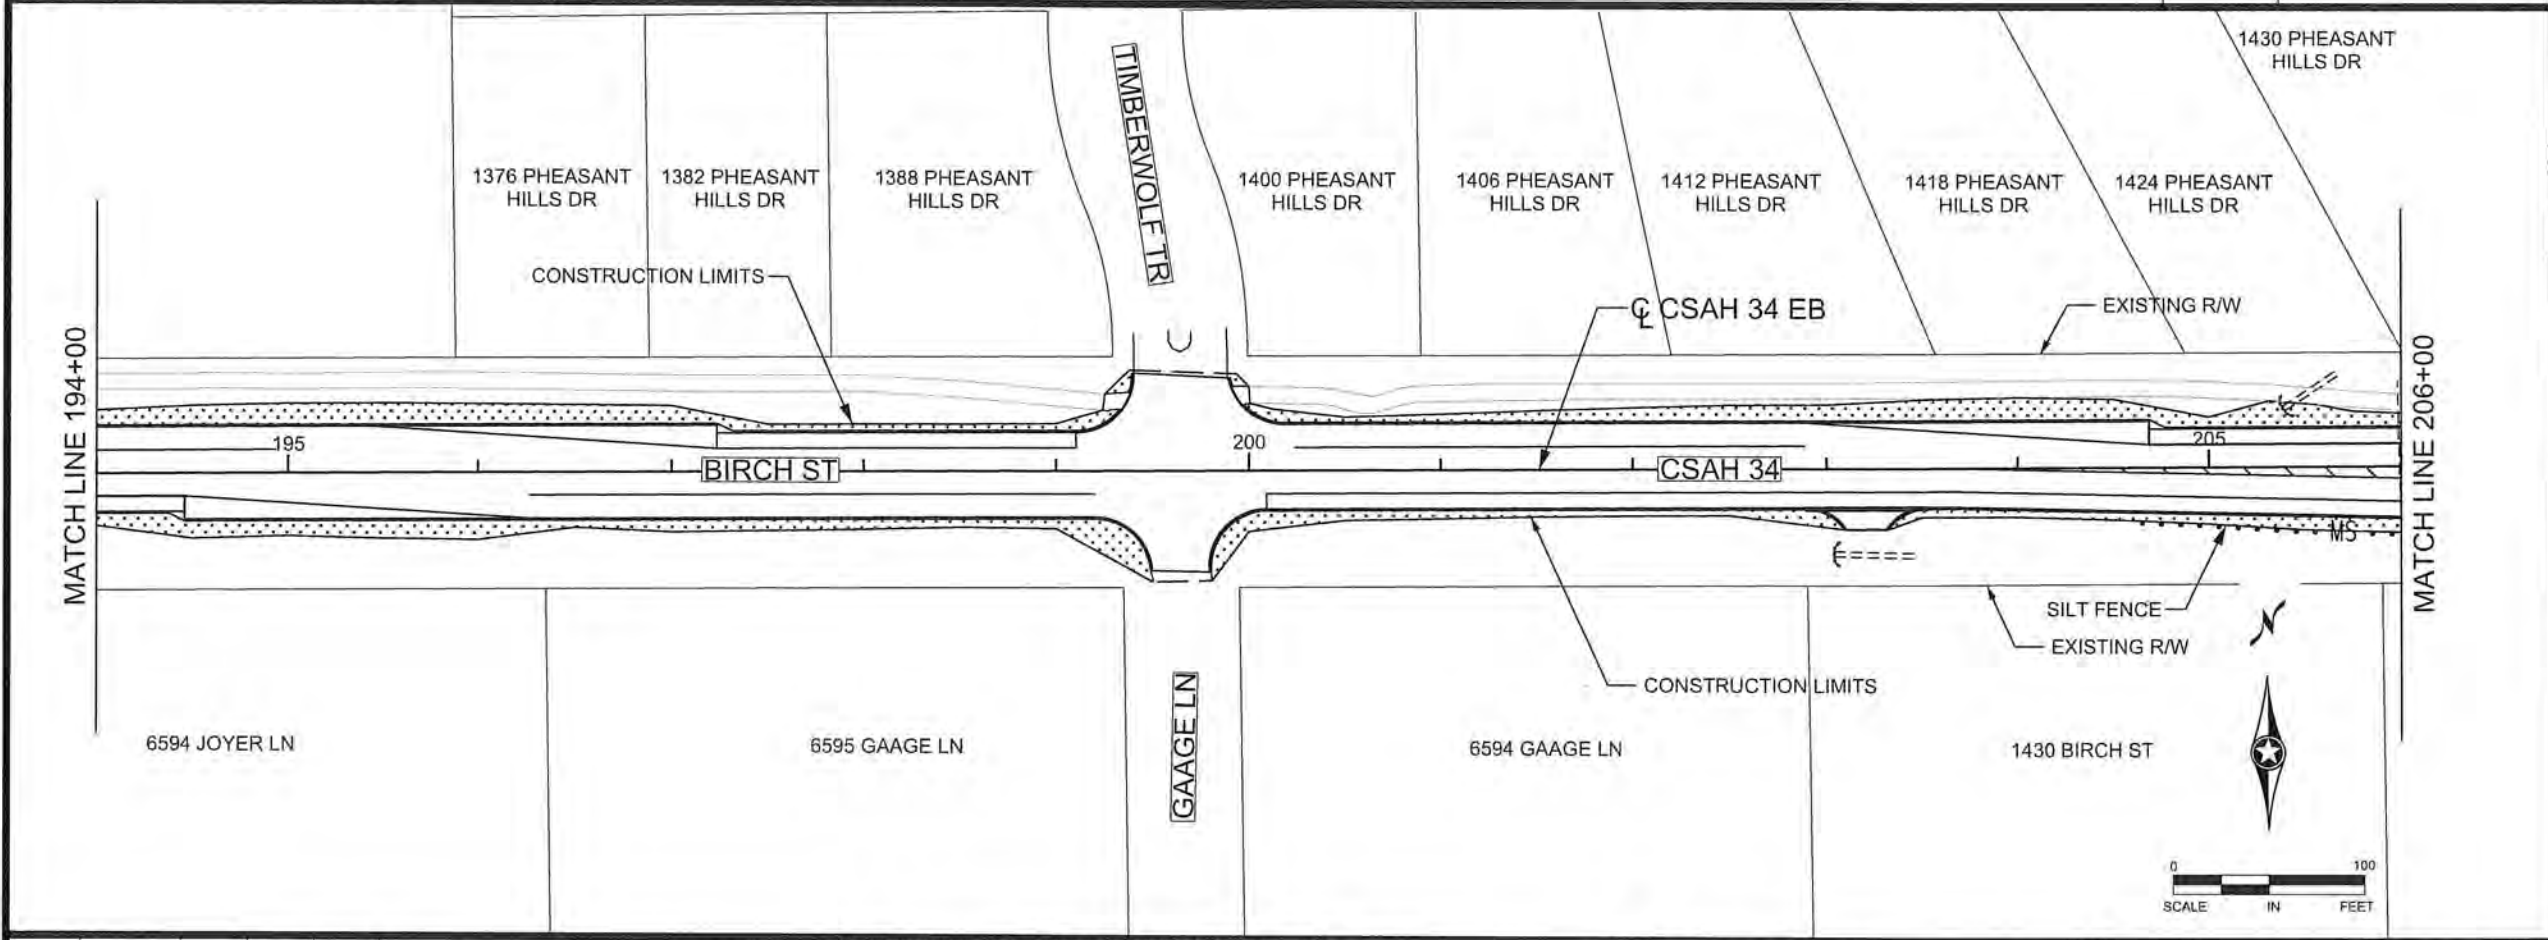 1430 PHEASANT
HILLS DR
TIMBERWOLF TR
1376 PHEASANT
HILLS DR
1382 PHEASANT
HILLS DR
1388 PHEASANT
HILLS DR
1400 PHEASANT
HILLS DR
1406 PHEASANT
HILLS DR
1412 PHEASANT
HILLS DR
1418 PHEASANT
HILLS DR
1424 PHEASANT
HILLS DR
CONSTRUCTION LIMITS
℄ CSAH 34 EB
EXISTING R/W
MATCH LINE 194+00
MATCH LINE 206+00
195
200
205
BIRCH ST
CSAH 34
MS
SILT FENCE
EXISTING R/W
N
CONSTRUCTION LIMITS
GAAGE LN
6594 JOYER LN
6595 GAAGE LN
6594 GAAGE LN
1430 BIRCH ST
0 100
SCALE IN FEET